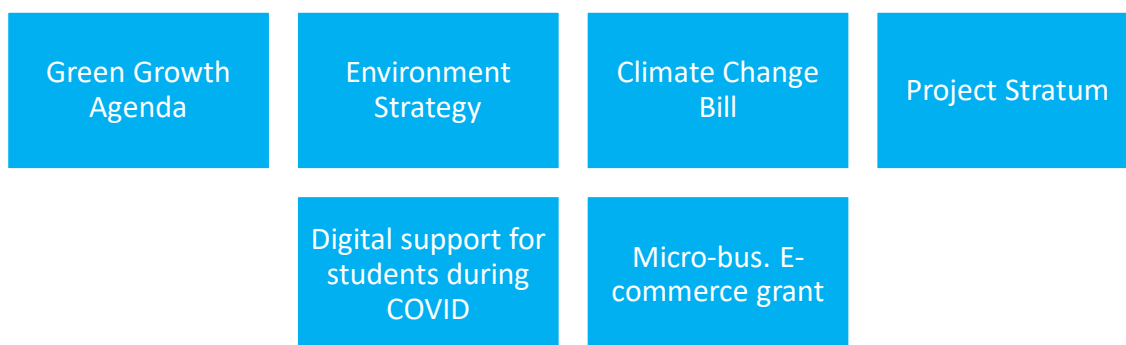 Green Growth
Agenda
Environment
Strategy
Climate Change
Bill
Project Stratum
Digital support for
students during
COVID
Micro-bus. E-
commerce grant